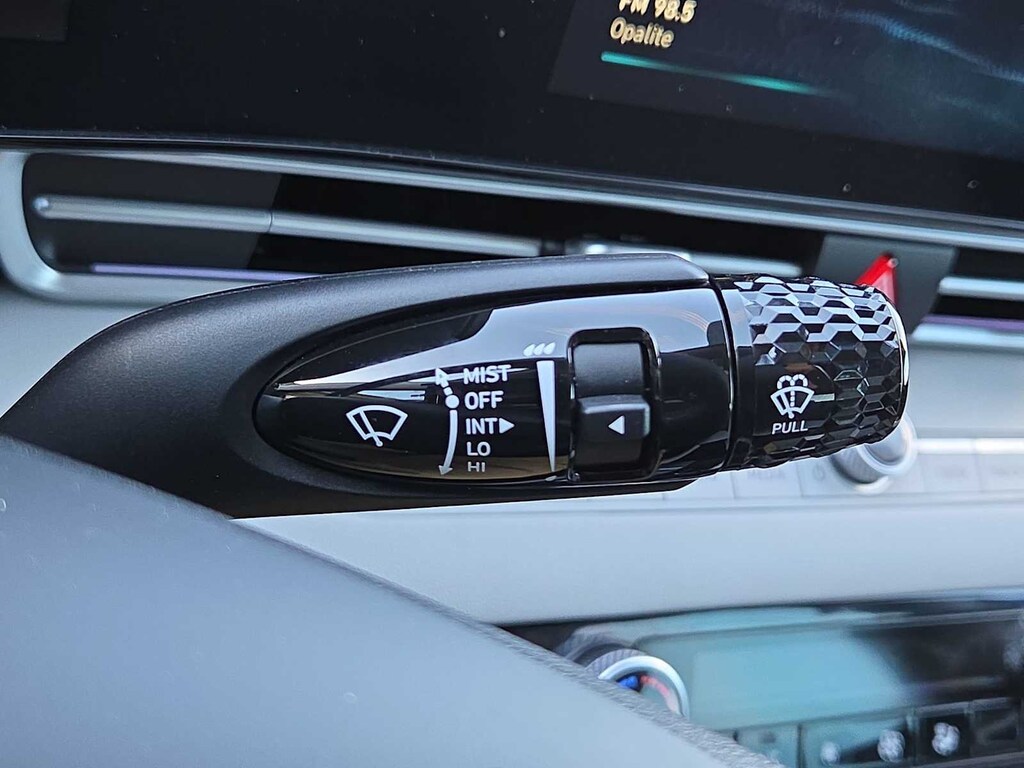 FM 98.5
Opalite
MIST
OFF
INT
LO
HI
PULL